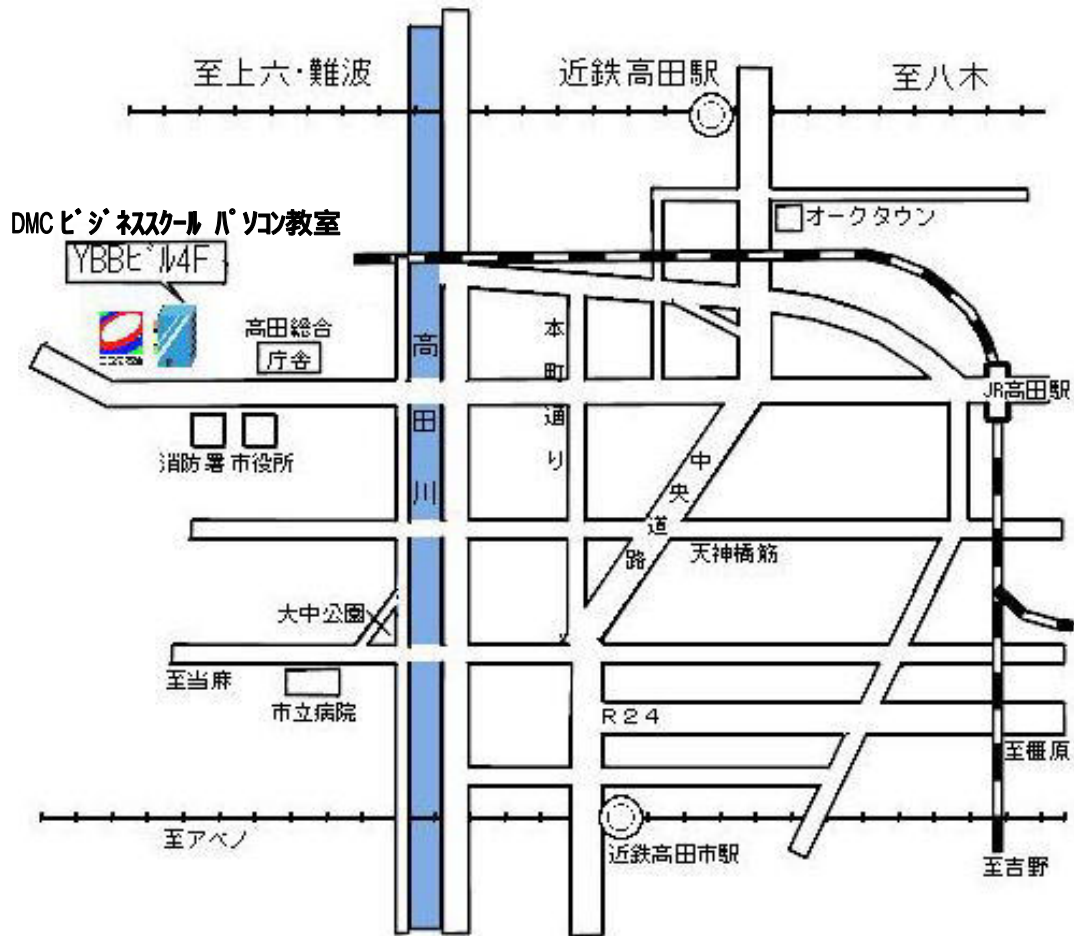 至上六・難波
近鉄高田駅
至八木
DMC ビジネススクール パソコン教室
YBBビル4F
オークタウン
高田総合
庁舎
高田川
本町通り
JR高田駅
消防署
市役所
中央道路
天神橋筋
大中公園
至当麻
市立病院
R24
至橿原
至アベノ
近鉄高田市駅
至吉野